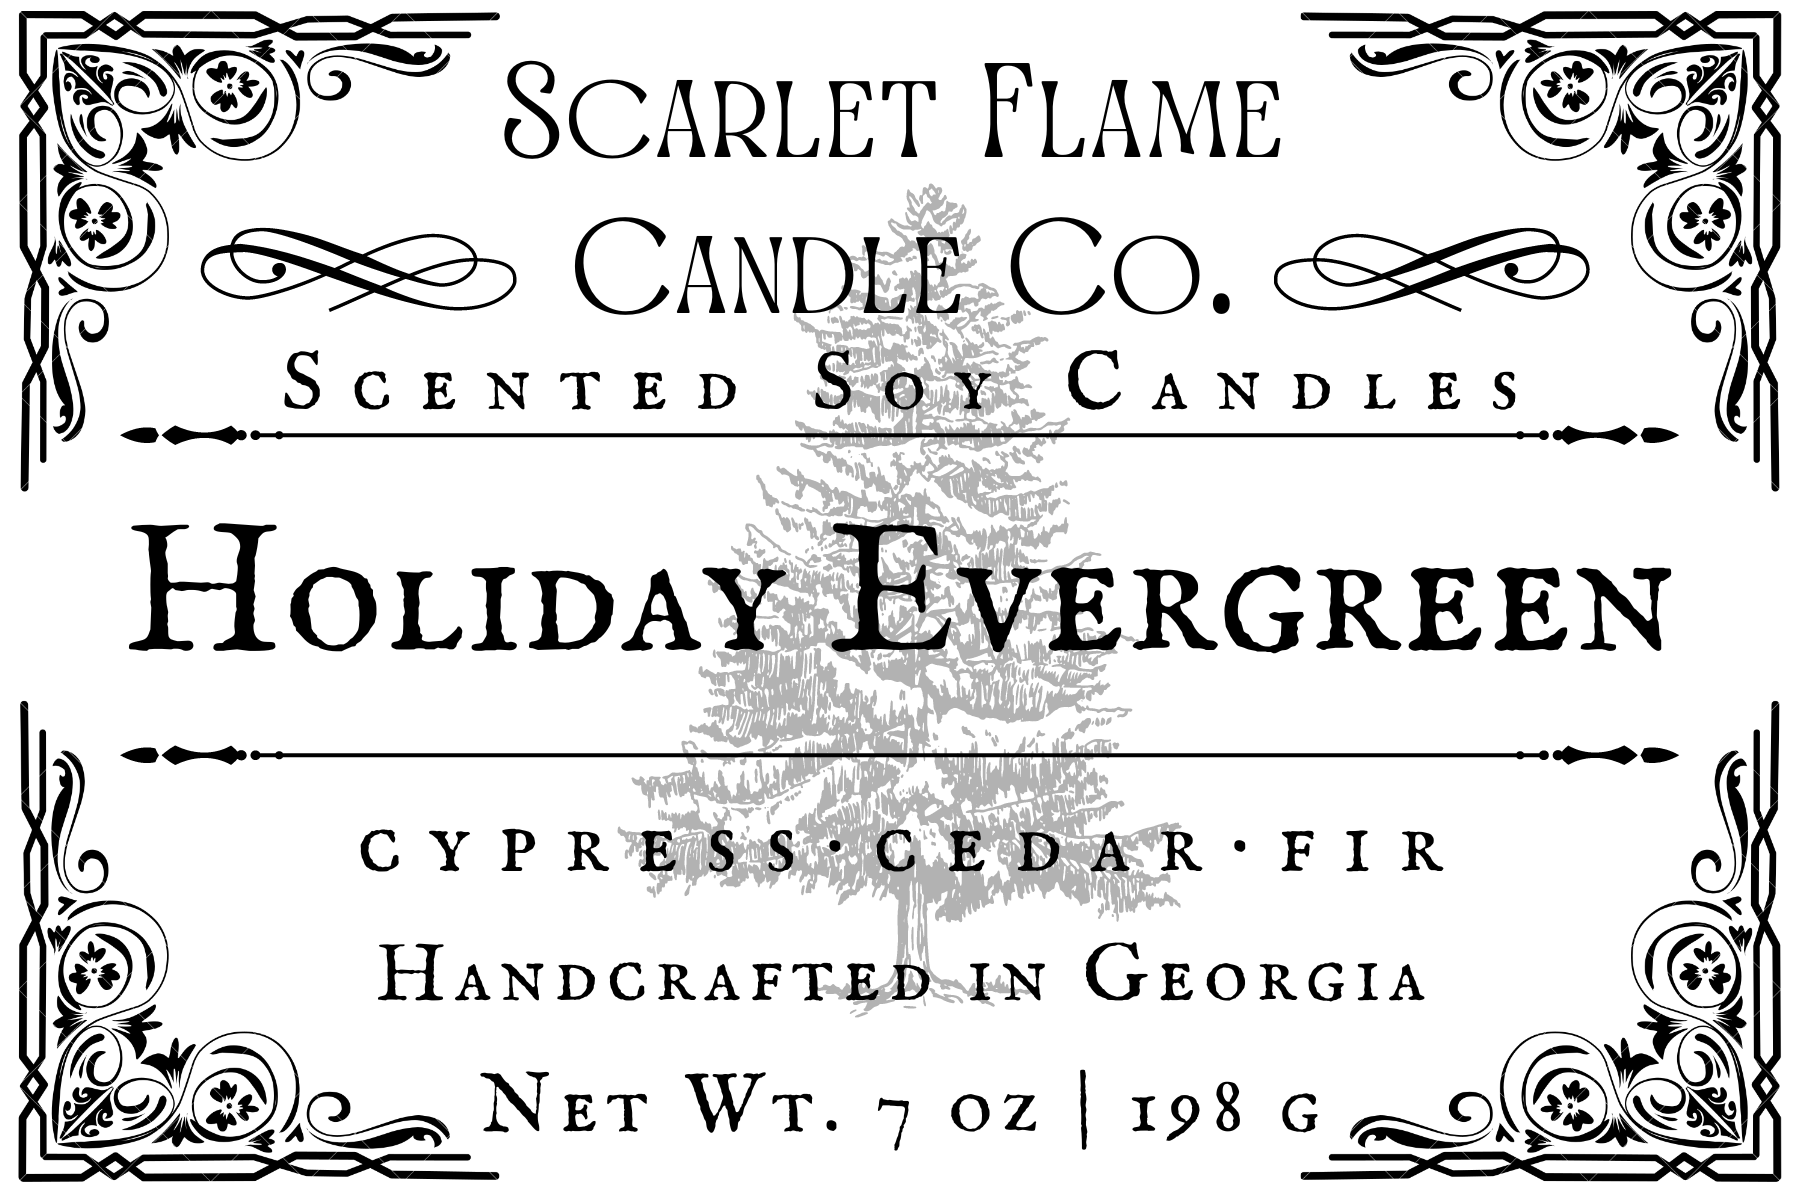 Scarlet Flame
Candle Co.
Scented Soy Candles
Holiday Evergreen
cypress·cedar·fir
Handcrafted in Georgia
Net Wt. 7 oz | 198 g